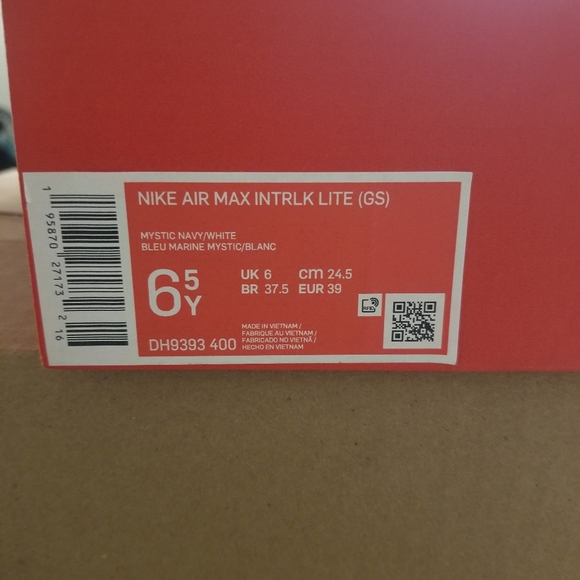 NIKE AIR MAX INTRLK LITE (GS)
MYSTIC NAVY/WHITE
BLEU MARINE MYSTIC/BLANC
6 5Y
UK 6 cm 24.5
BR 37.5 EUR 39
DH9393 400
MADE IN VIETNAM /
FABRIQUE AU VIETNAM /
FABRICADO NO VIETNÃ /
HECHO EN VIETNAM
1 95870 27173 2 16